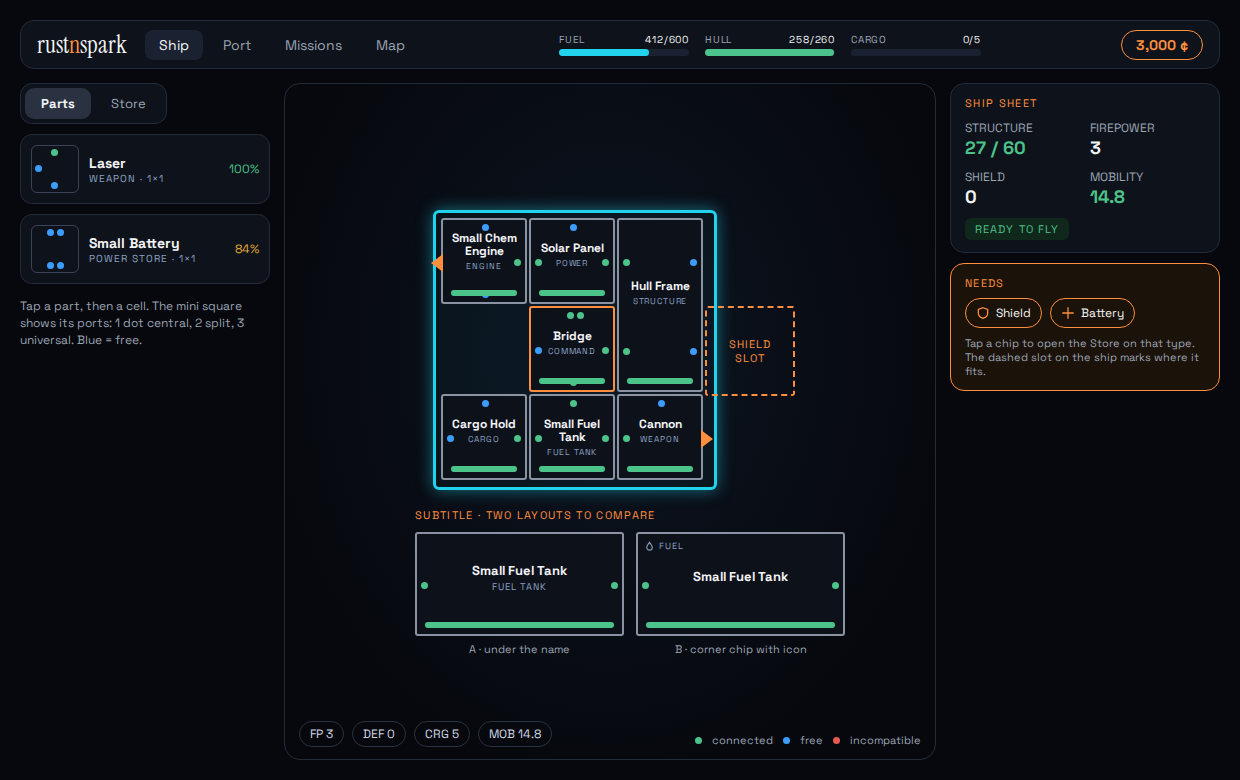 rustnspark
Ship
Port
Missions
Map
FUEL 412/600
HULL 258/260
CARGO 0/5
3,000 ¢
Parts
Store
Laser
WEAPON · 1×1
100%
Small Battery
POWER STORE · 1×1
84%
Tap a part, then a cell. The mini square
shows its ports: 1 dot central, 2 split, 3
universal. Blue = free.
Small Chem
Engine
ENGINE
Solar Panel
POWER
Hull Frame
STRUCTURE
Bridge
COMMAND
SHIELD
SLOT
Cargo Hold
CARGO
Small Fuel
Tank
FUEL TANK
Cannon
WEAPON
SUBTITLE · TWO LAYOUTS TO COMPARE
Small Fuel Tank
FUEL TANK
A · under the name
FUEL
Small Fuel Tank
B · corner chip with icon
FP 3
DEF 0
CRG 5
MOB 14.8
connected
free
incompatible
SHIP SHEET
STRUCTURE
27 / 60
FIREPOWER
3
SHIELD
0
MOBILITY
14.8
READY TO FLY
NEEDS
Shield
Battery
Tap a chip to open the Store on that type.
The dashed slot on the ship marks where it
fits.